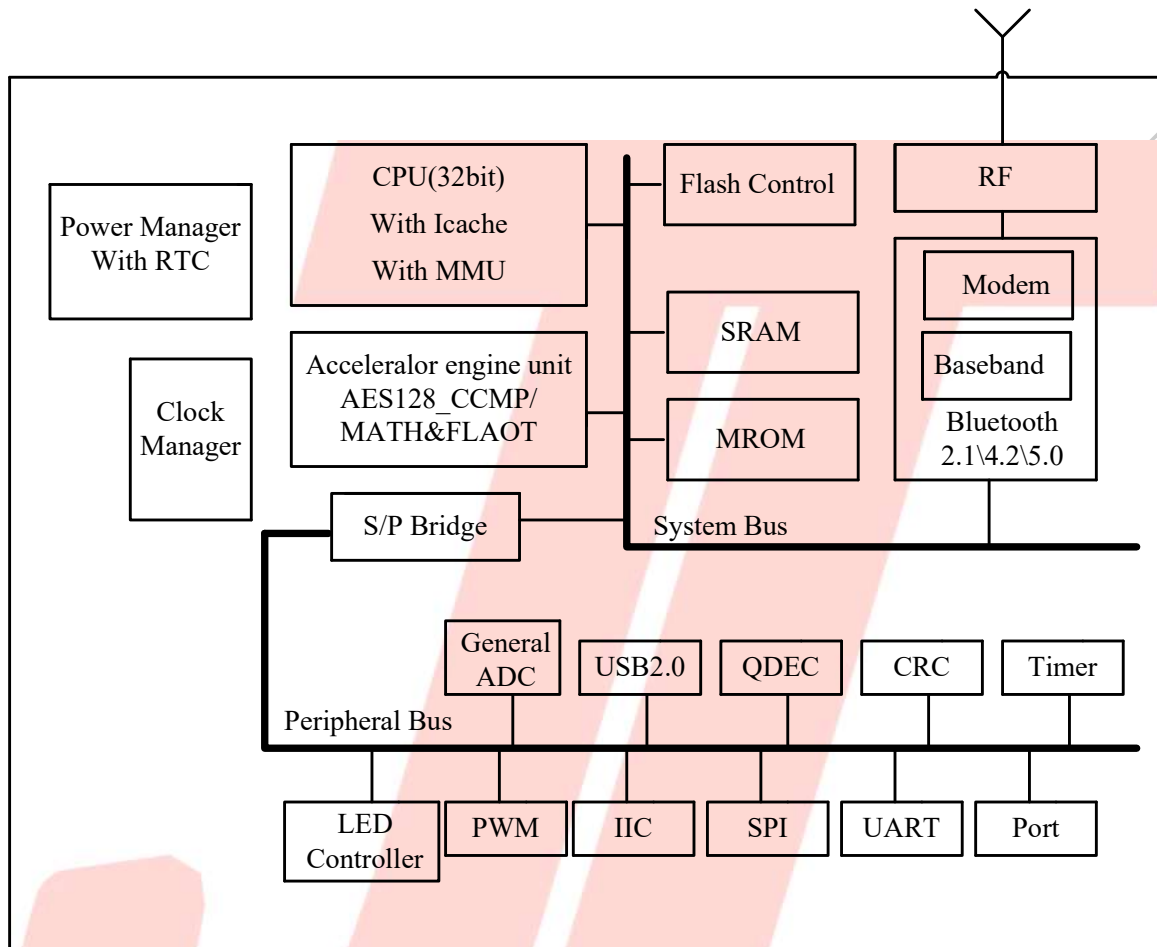 CPU(32bit)
With Icache
With MMU
Flash Control
RF
Power Manager
With RTC
Modem
SRAM
Baseband
Acceleralor engine unit
AES128_CCMP/
MATH&FLAOT
Clock
Manager
MROM
Bluetooth
2.1\4.2\5.0
S/P Bridge
System Bus
General
ADC
USB2.0
QDEC
CRC
Timer
Peripheral Bus
LED
Controller
PWM
IIC
SPI
UART
Port